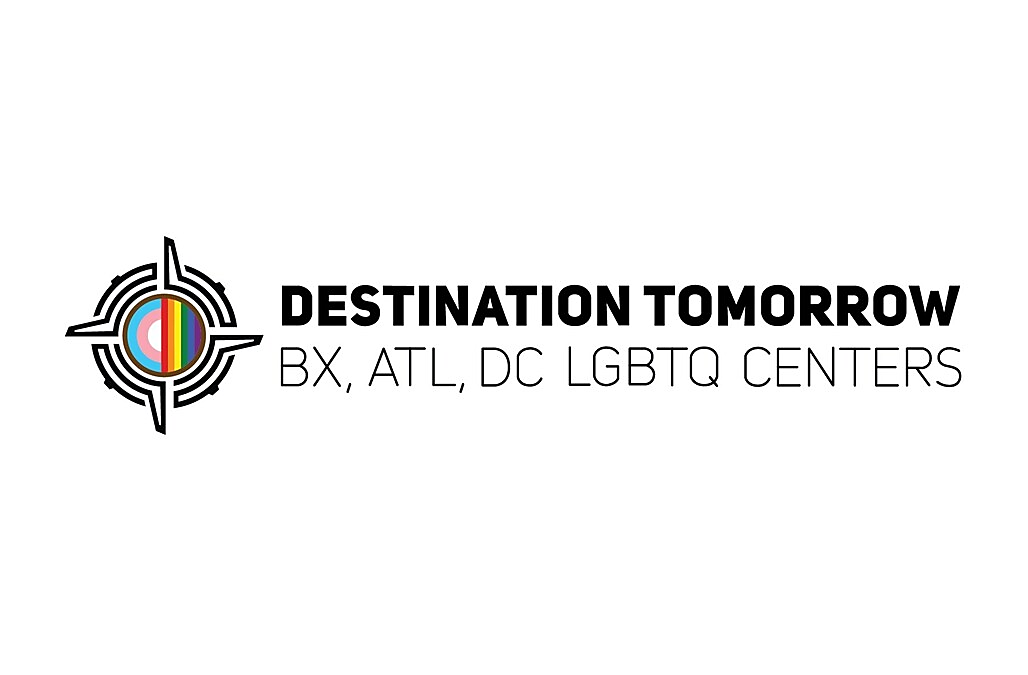 DESTINATION TOMORROW
BX, ATL, DC LGBTQ CENTERS